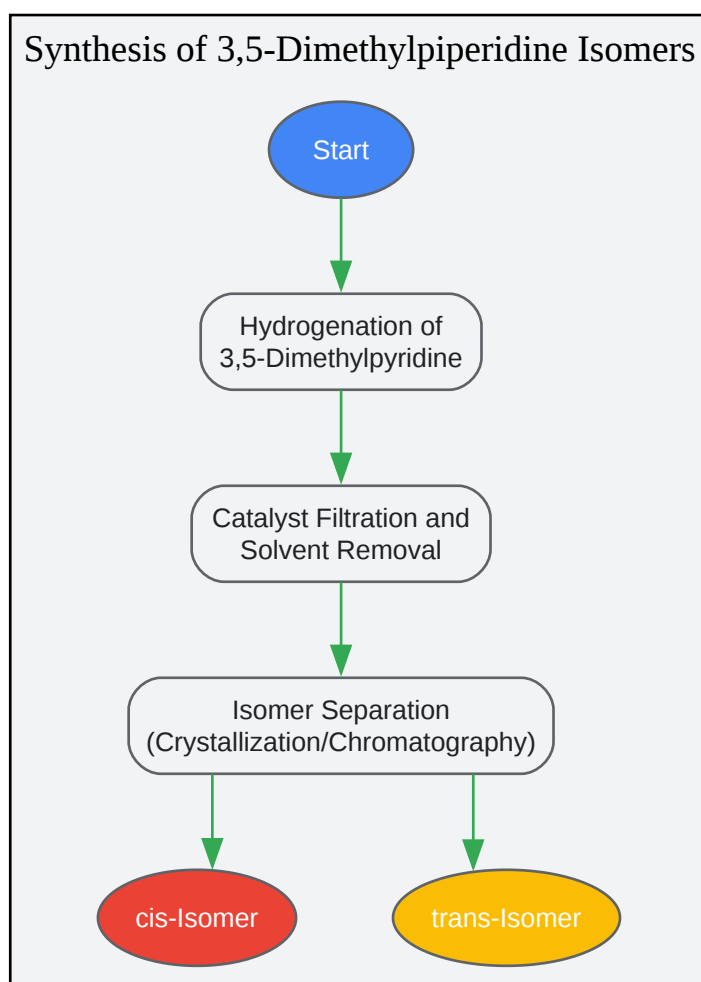 Synthesis of 3,5-Dimethylpiperidine Isomers
Start
Hydrogenation of
3,5-Dimethylpyridine
Catalyst Filtration and
Solvent Removal
Isomer Separation
(Crystallization/Chromatography)
cis-Isomer
trans-Isomer